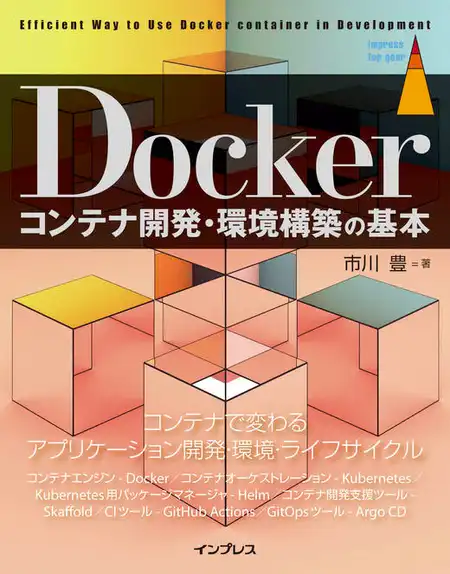 Efficient Way to Use Docker container in Development
impress
top gear
Docker
コンテナ開発・環境構築の基本
市川 豊=著
コンテナで変わる
アプリケーション開発・環境・ライフサイクル
コンテナエンジン - Docker／コンテナオーケストレーション - Kubernetes／
Kubernetes用パッケージマネージャ - Helm／コンテナ開発支援ツール -
Skaffold／CIツール - GitHub Actions／GitOpsツール - Argo CD
インプレス